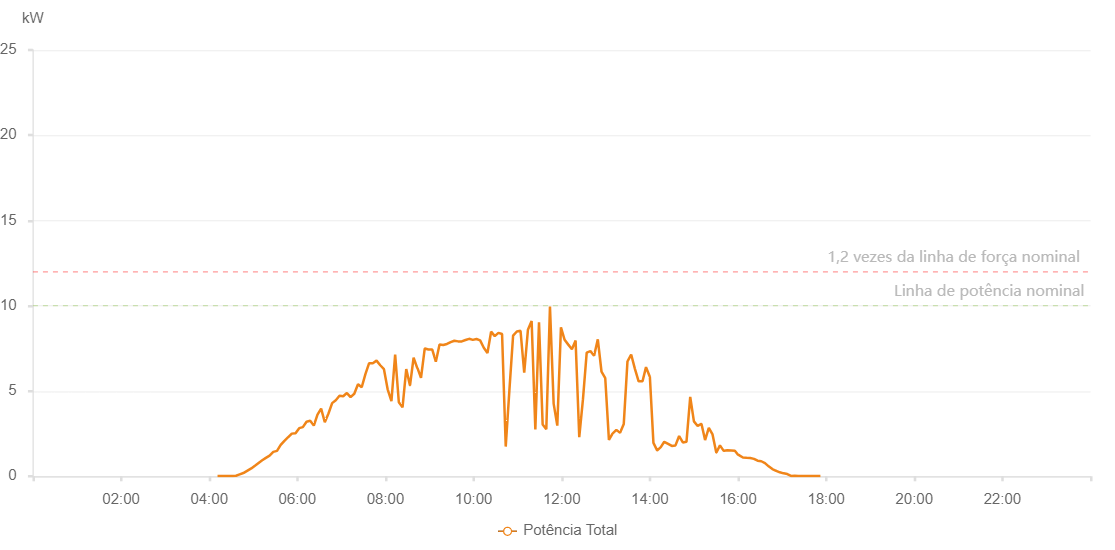 kW
25
20
15
1,2 vezes da linha de força nominal
Linha de potência nominal
10
5
0
02:00 04:00 06:00 08:00 10:00 12:00 14:00 16:00 18:00 20:00 22:00
Potência Total